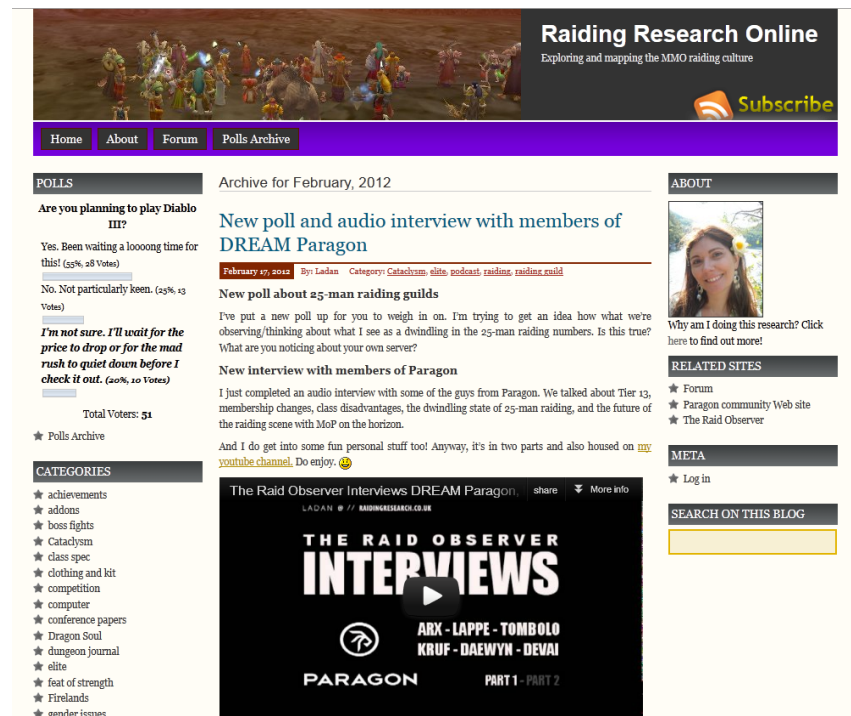 Raiding Research Online
Exploring and mapping the MMO raiding culture
Subscribe
Home
About
Forum
Polls Archive
POLLS
Are you planning to play Diablo
III?
Yes. Been waiting a loooong time for
this! (55%, 28 Votes)
No. Not particularly keen. (25%, 13
Votes)
I'm not sure. I'll wait for the
price to drop or for the mad
rush to quiet down before I
check it out. (20%, 10 Votes)
Total Voters: 51
Polls Archive
CATEGORIES
achievements
addons
boss fights
Cataclysm
class spec
clothing and kit
competition
computer
conference papers
Dragon Soul
dungeon journal
elite
feat of strength
Firelands
gender issues
Archive for February, 2012
New poll and audio interview with members of
DREAM Paragon
February 17, 2012 By: Ladan Category: Cataclysm, elite, podcast, raiding, raiding guild
New poll about 25-man raiding guilds
I've put a new poll up for you to weigh in on. I'm trying to get an idea how what we're
observing/thinking about what I see as a dwindling in the 25-man raiding numbers. Is this true?
What are you noticing about your own server?
New interview with members of Paragon
I just completed an audio interview with some of the guys from Paragon. We talked about Tier 13,
membership changes, class disadvantages, the dwindling state of 25-man raiding, and the future of
the raiding scene with MoP on the horizon.
And I do get into some fun personal stuff too! Anyway, it's in two parts and also housed on my
youtube channel. Do enjoy.
The Raid Observer Interviews DREAM Paragon,
share
More info
LADAN @ // RAIDINGRESEARCH.CO.UK
THE RAID OBSERVER
INTERVIEWS
ARX - LAPPE - TOMBOLO
KRUF - DAEWYN - DEVAI
PARAGON
PART 1 - PART 2
ABOUT
Why am I doing this research? Click
here to find out more!
RELATED SITES
Forum
Paragon community Web site
The Raid Observer
META
Log in
SEARCH ON THIS BLOG